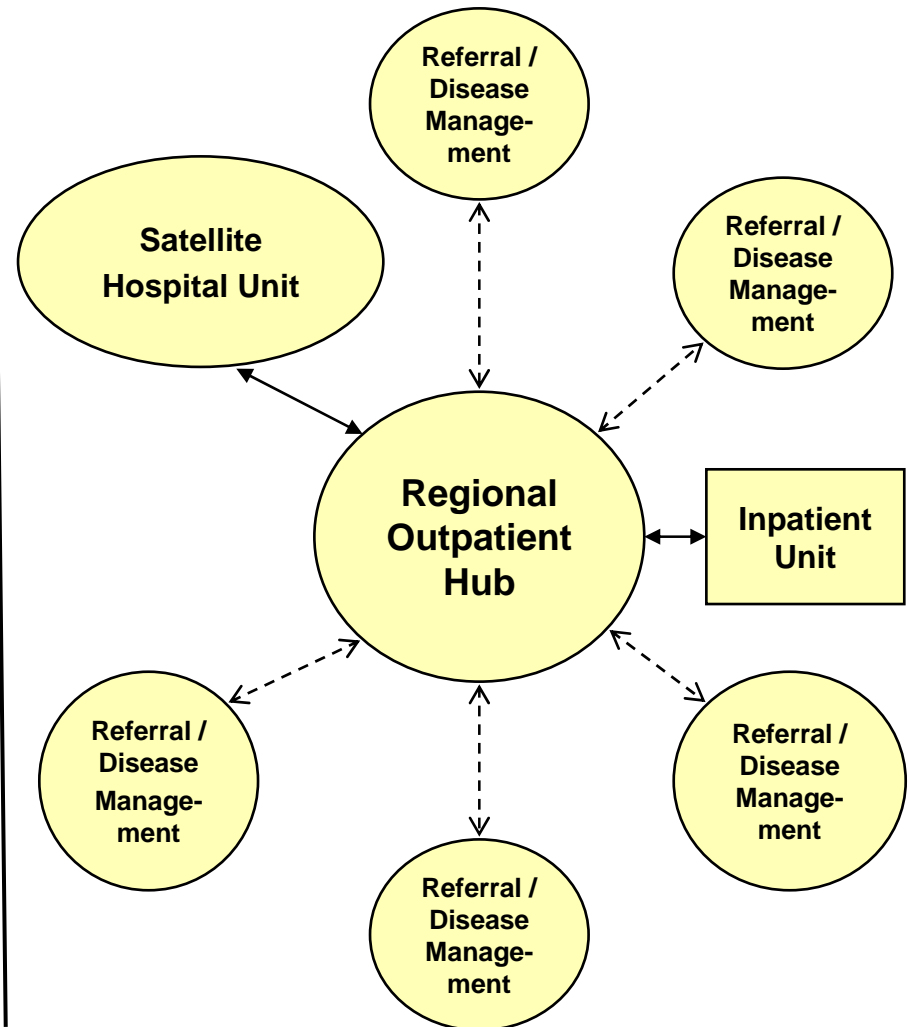 Referral /
Disease
Manage-
ment
Satellite
Hospital Unit
Referral /
Disease
Manage-
ment
Regional
Outpatient
Hub
Inpatient
Unit
Referral /
Disease
Manage-
ment
Referral /
Disease
Manage-
ment
Referral /
Disease
Manage-
ment